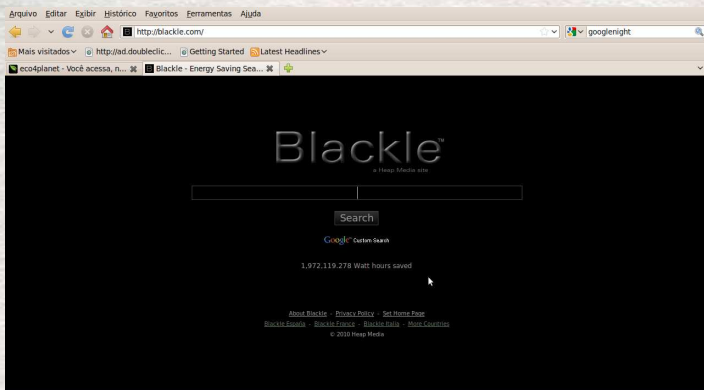 Arquivo Editar Exibir Histórico Favoritos Ferramentas Ajuda
http://blackle.com/ googlenight
Mais visitados http://ad.doubleclic... Getting Started Latest Headlines
eco4planet - Você acessa, n... Blackle - Energy Saving Sea...
Blackle™
a Heap Media site
Search
Google™ Custom Search
1,972,119.278 Watt hours saved
About Blackle - Privacy Policy - Set Home Page
Blackle España - Blackle France - Blackle Italia - More Countries
© 2010 Heap Media